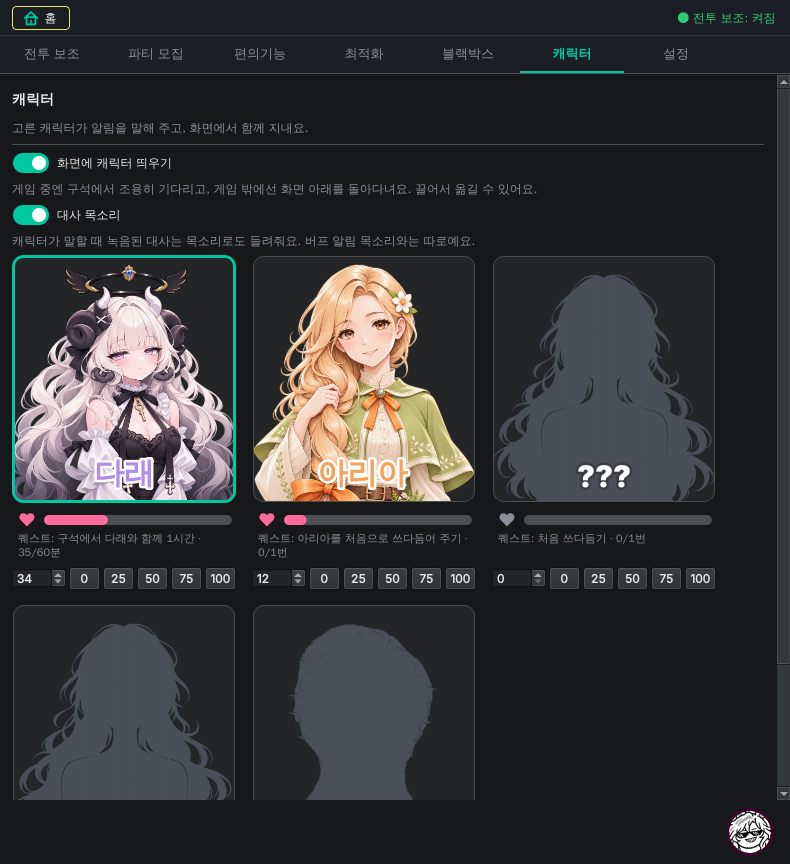 홈
전투 보조: 켜짐
전투 보조 파티 모집 편의기능 최적화 블랙박스 캐릭터 설정
캐릭터
고른 캐릭터가 알림을 말해 주고, 화면에서 함께 지내요.
화면에 캐릭터 띄우기
게임 중엔 구석에서 조용히 기다리고, 게임 밖에선 화면 아래를 돌아다녀요. 끌어서 옮길 수 있어요.
대사 목소리
캐릭터가 말할 때 녹음된 대사는 목소리로도 들려줘요. 버프 알림 목소리와는 따로예요.
다래
아리아
???
퀘스트: 구석에서 다래와 함께 1시간 ·
35/60분
퀘스트: 아리아를 처음으로 쓰다듬어 주기 ·
0/1번
퀘스트: 처음 쓰다듬기 · 0/1번
34 0 25 50 75 100
12 0 25 50 75 100
0 0 25 50 75 100